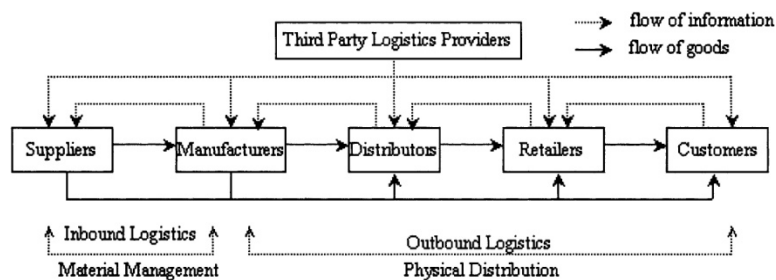 flow of information
Third Party Logistics Providers
flow of goods
Suppliers
Manufacturers
Distributors
Retailers
Customers
Inbound Logistics
Outbound Logistics
Material Management
Physical Distribution